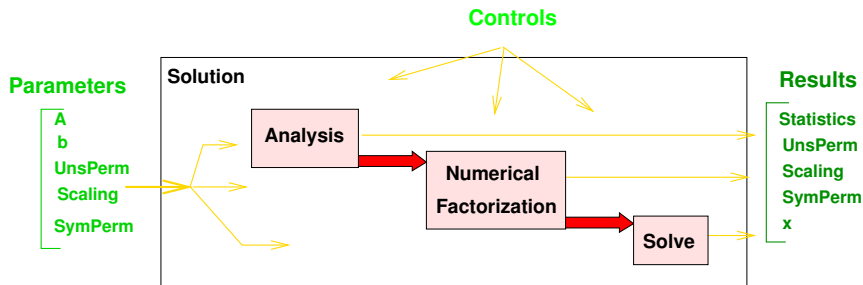 Controls
Parameters
A
b
UnsPerm
Scaling
SymPerm
Solution
Analysis
Numerical
Factorization
Solve
Results
Statistics
UnsPerm
Scaling
SymPerm
x